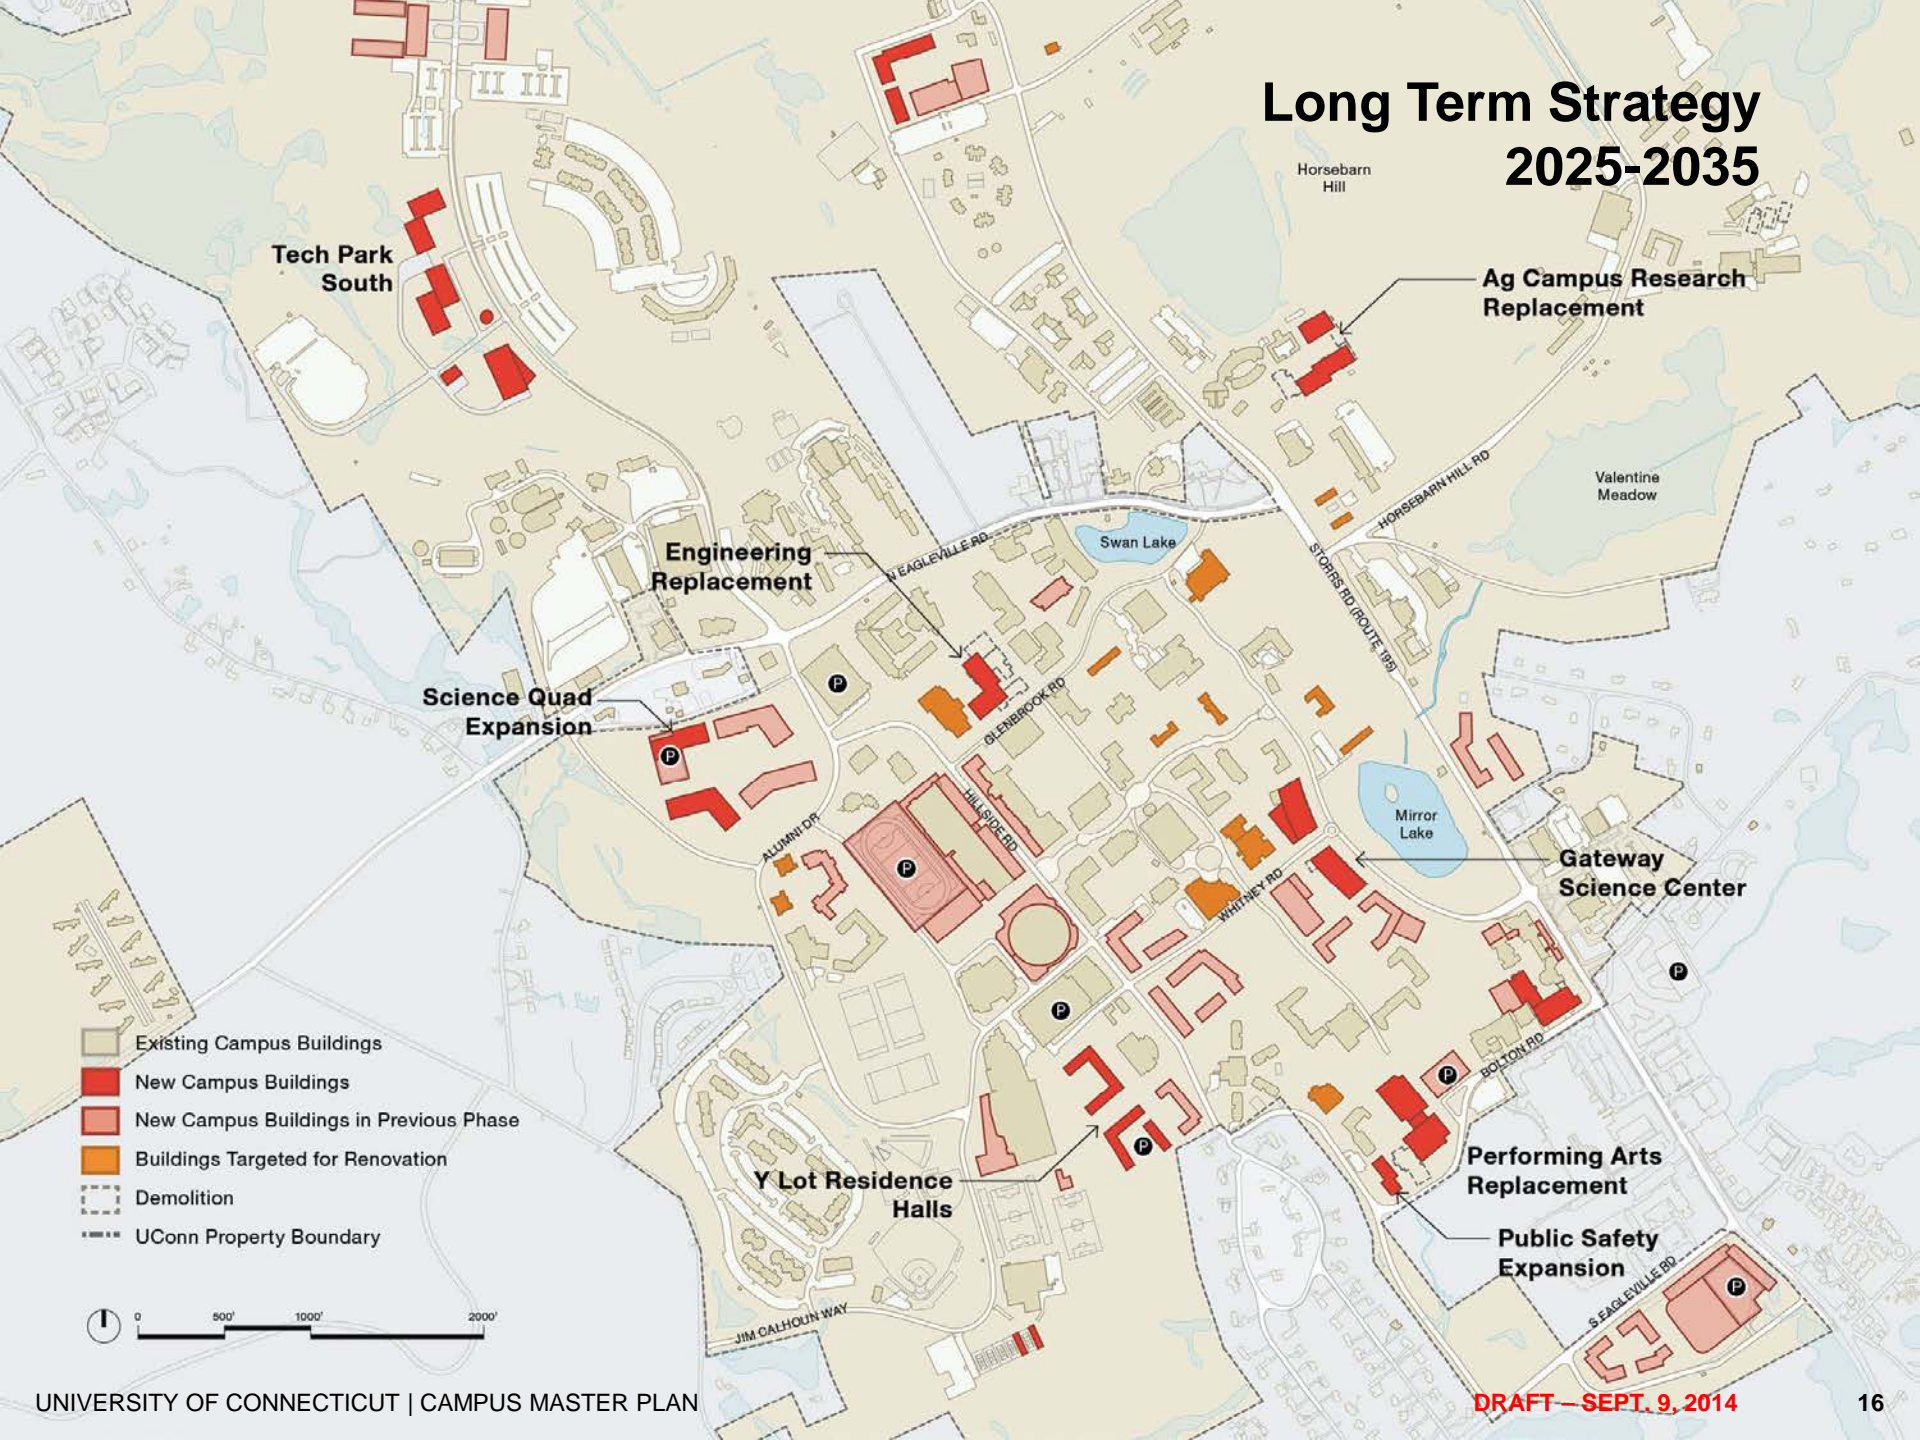 Long Term Strategy
2025-2035
Horsebarn
Hill
Tech Park
South
Ag Campus Research
Replacement
Valentine
Meadow
HORSEBARN HILL RD
Engineering
Replacement
N EAGLEVILLE RD
Swan Lake
STORRS RD (ROUTE 195)
Science Quad
Expansion
P
P
GLENBROOK RD
HILLSIDE RD
ALUMNI DR
P
Mirror
Lake
Gateway
Science Center
WHITNEY RD
P
P
Existing Campus Buildings
New Campus Buildings
New Campus Buildings in Previous Phase
Buildings Targeted for Renovation
Demolition
UConn Property Boundary
BOLTON RD
P
P
Y Lot Residence
Halls
Performing Arts
Replacement
Public Safety
Expansion
S EAGLEVILLE RD
P
JIM CALHOUN WAY
0 500' 1000' 2000'
UNIVERSITY OF CONNECTICUT | CAMPUS MASTER PLAN
DRAFT – SEPT. 9, 2014
16